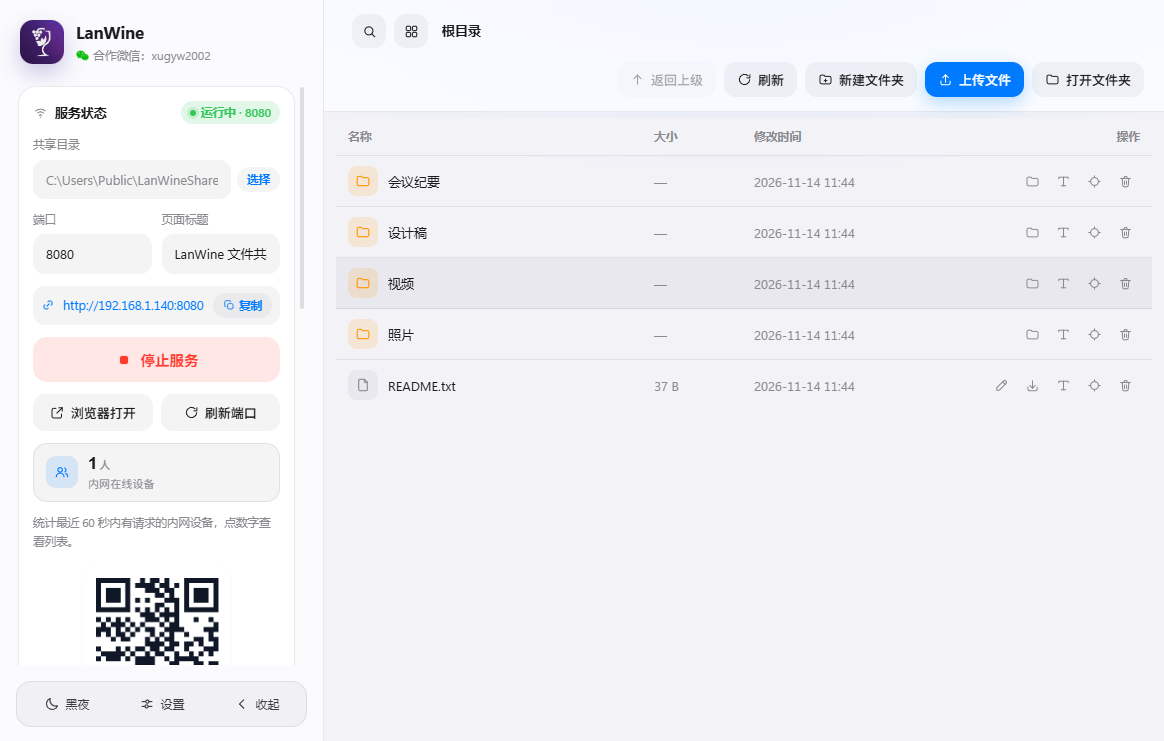 LanWine
合作微信：xugyw2002
服务状态
运行中 · 8080
共享目录
C:\Users\Public\LanWineShare
选择
端口
页面标题
8080
LanWine 文件共
http://192.168.1.140:8080
复制
停止服务
浏览器打开
刷新端口
1 人
内网在线设备
统计最近 60 秒内有请求的内网设备，点数字查
看列表。
黑夜
设置
收起
根目录
返回上级
刷新
新建文件夹
上传文件
打开文件夹
名称
大小
修改时间
操作
会议纪要
—
2026-11-14 11:44
设计稿
—
2026-11-14 11:44
视频
—
2026-11-14 11:44
照片
—
2026-11-14 11:44
README.txt
37 B
2026-11-14 11:44